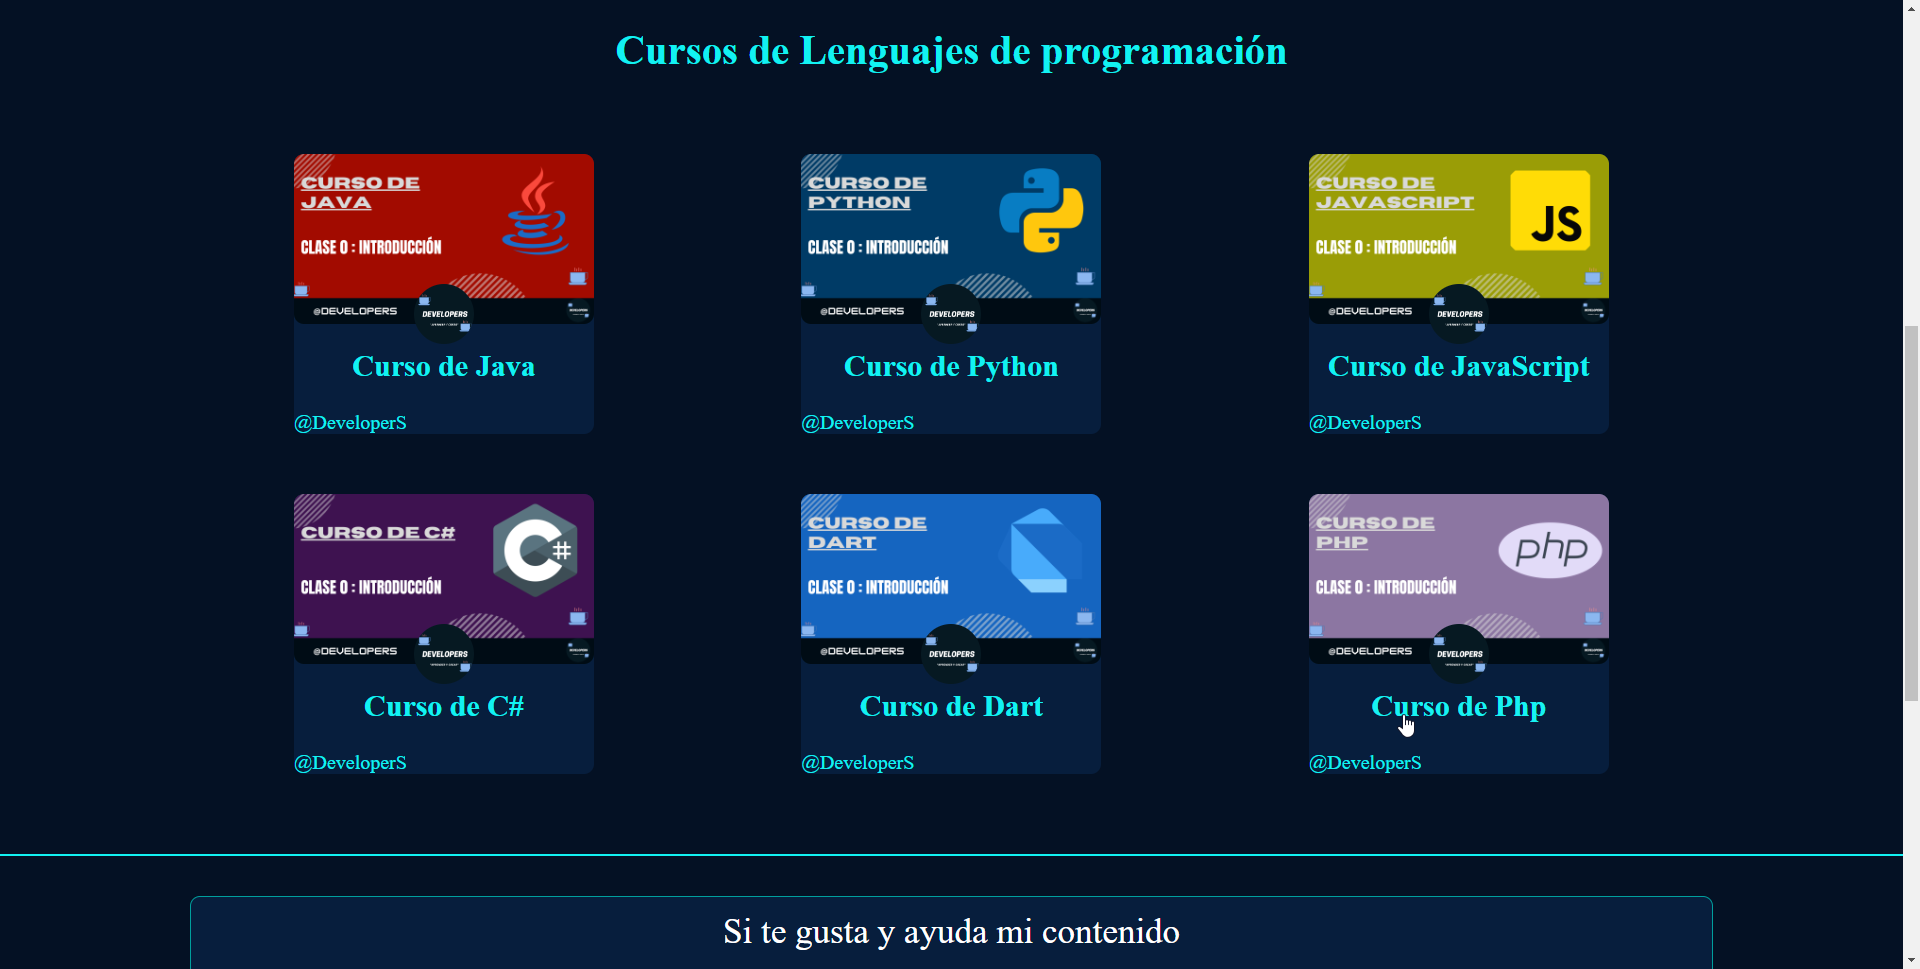 Cursos de Lenguajes de programación
CURSO DE
JAVA
CLASE 0 : INTRODUCCIÓN
@DEVELOPERS
DEVELOPERS
Curso de Java
@DeveloperS
CURSO DE
PYTHON
CLASE 0 : INTRODUCCIÓN
@DEVELOPERS
DEVELOPERS
Curso de Python
@DeveloperS
CURSO DE
JAVASCRIPT
JS
CLASE 0 : INTRODUCCIÓN
@DEVELOPERS
DEVELOPERS
Curso de JavaScript
@DeveloperS
CURSO DE C#
C#
CLASE 0 : INTRODUCCIÓN
@DEVELOPERS
DEVELOPERS
Curso de C#
@DeveloperS
CURSO DE
DART
CLASE 0 : INTRODUCCIÓN
@DEVELOPERS
DEVELOPERS
Curso de Dart
@DeveloperS
CURSO DE
PHP
php
CLASE 0 : INTRODUCCIÓN
@DEVELOPERS
DEVELOPERS
Curso de Php
@DeveloperS
Si te gusta y ayuda mi contenido